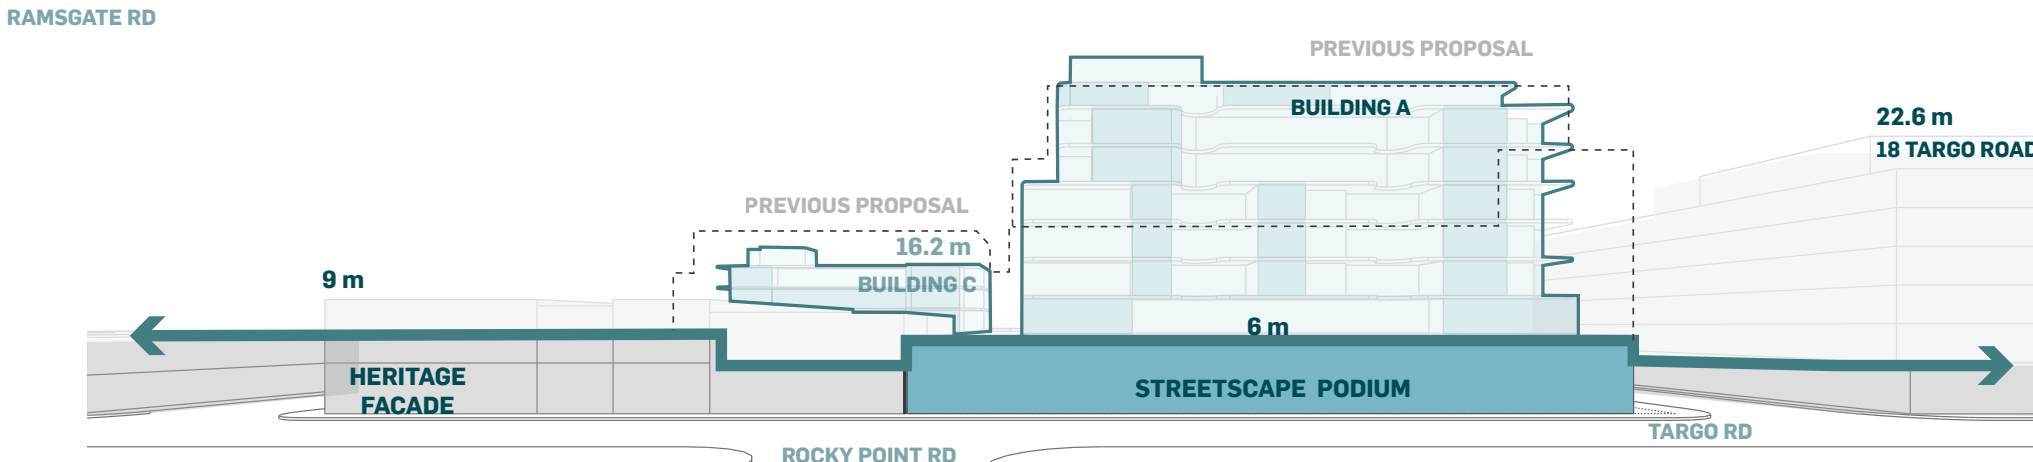 RAMSGATE RD
PREVIOUS PROPOSAL
BUILDING A
22.6 m
18 TARGO ROAD
PREVIOUS PROPOSAL
16.2 m
BUILDING C
9 m
6 m
HERITAGE
FACADE
STREETSCAPE PODIUM
TARGO RD
ROCKY POINT RD